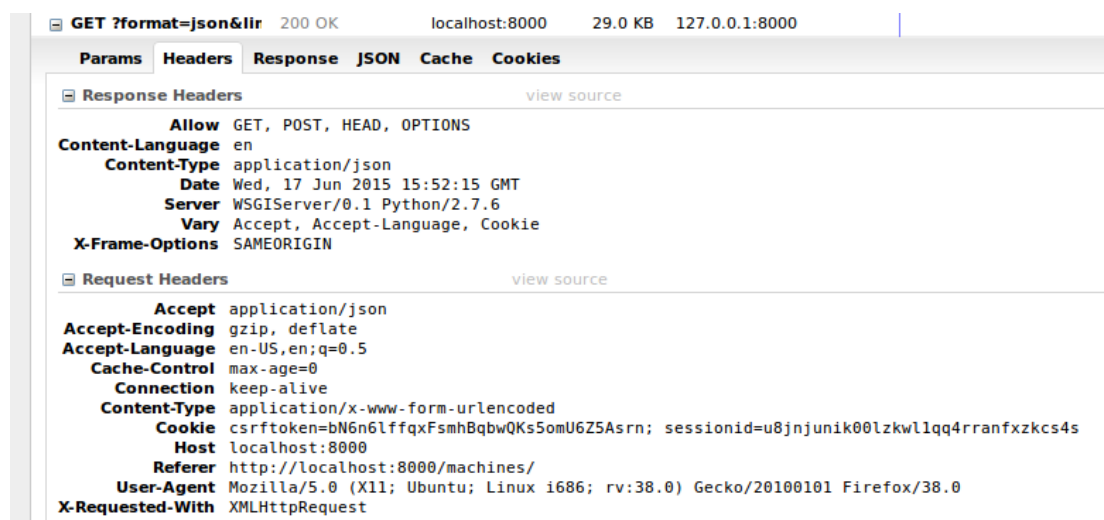 GET ?format=json&lir 200 OK localhost:8000 29.0 KB 127.0.0.1:8000
Params Headers Response JSON Cache Cookies
Response Headers view source
Allow GET, POST, HEAD, OPTIONS
Content-Language en
Content-Type application/json
Date Wed, 17 Jun 2015 15:52:15 GMT
Server WSGIServer/0.1 Python/2.7.6
Vary Accept, Accept-Language, Cookie
X-Frame-Options SAMEORIGIN
Request Headers view source
Accept application/json
Accept-Encoding gzip, deflate
Accept-Language en-US,en;q=0.5
Cache-Control max-age=0
Connection keep-alive
Content-Type application/x-www-form-urlencoded
Cookie csrftoken=bN6n6lffqxFsmhBqbwQKs5omU6Z5Asrn; sessionid=u8jnjunik00lzkwl1qq4rranfxzkcs4s
Host localhost:8000
Referer http://localhost:8000/machines/
User-Agent Mozilla/5.0 (X11; Ubuntu; Linux i686; rv:38.0) Gecko/20100101 Firefox/38.0
X-Requested-With XMLHttpRequest